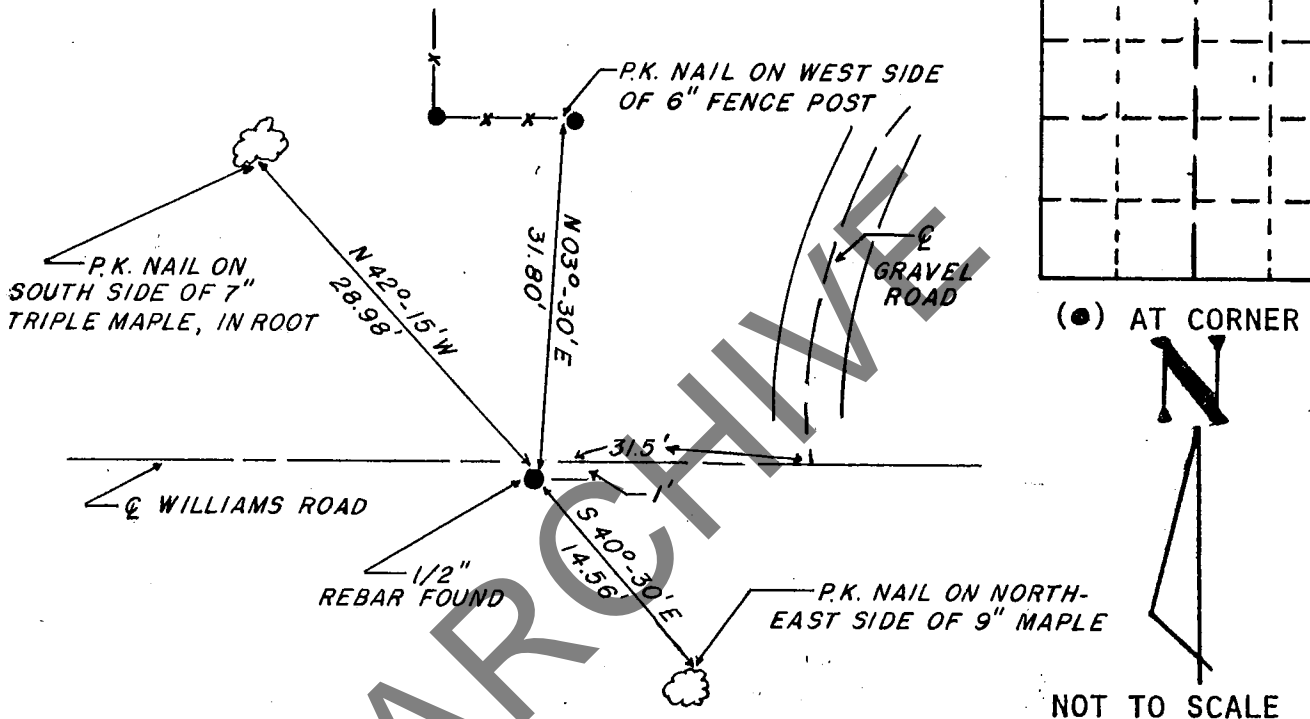 P.K. NAIL ON WEST SIDE
OF 6" FENCE POST
N 03°-30' E
31.80'
N 42°-15' W
28.98'
P.K. NAIL ON
SOUTH SIDE OF 7"
TRIPLE MAPLE, IN ROOT
℄
GRAVEL
ROAD
(●) AT CORNER
N
31.5'
1'
℄ WILLIAMS ROAD
S 40°-30' E
14.56'
1/2"
REBAR FOUND
P.K. NAIL ON NORTH-
EAST SIDE OF 9" MAPLE
NOT TO SCALE
ARCHIVE